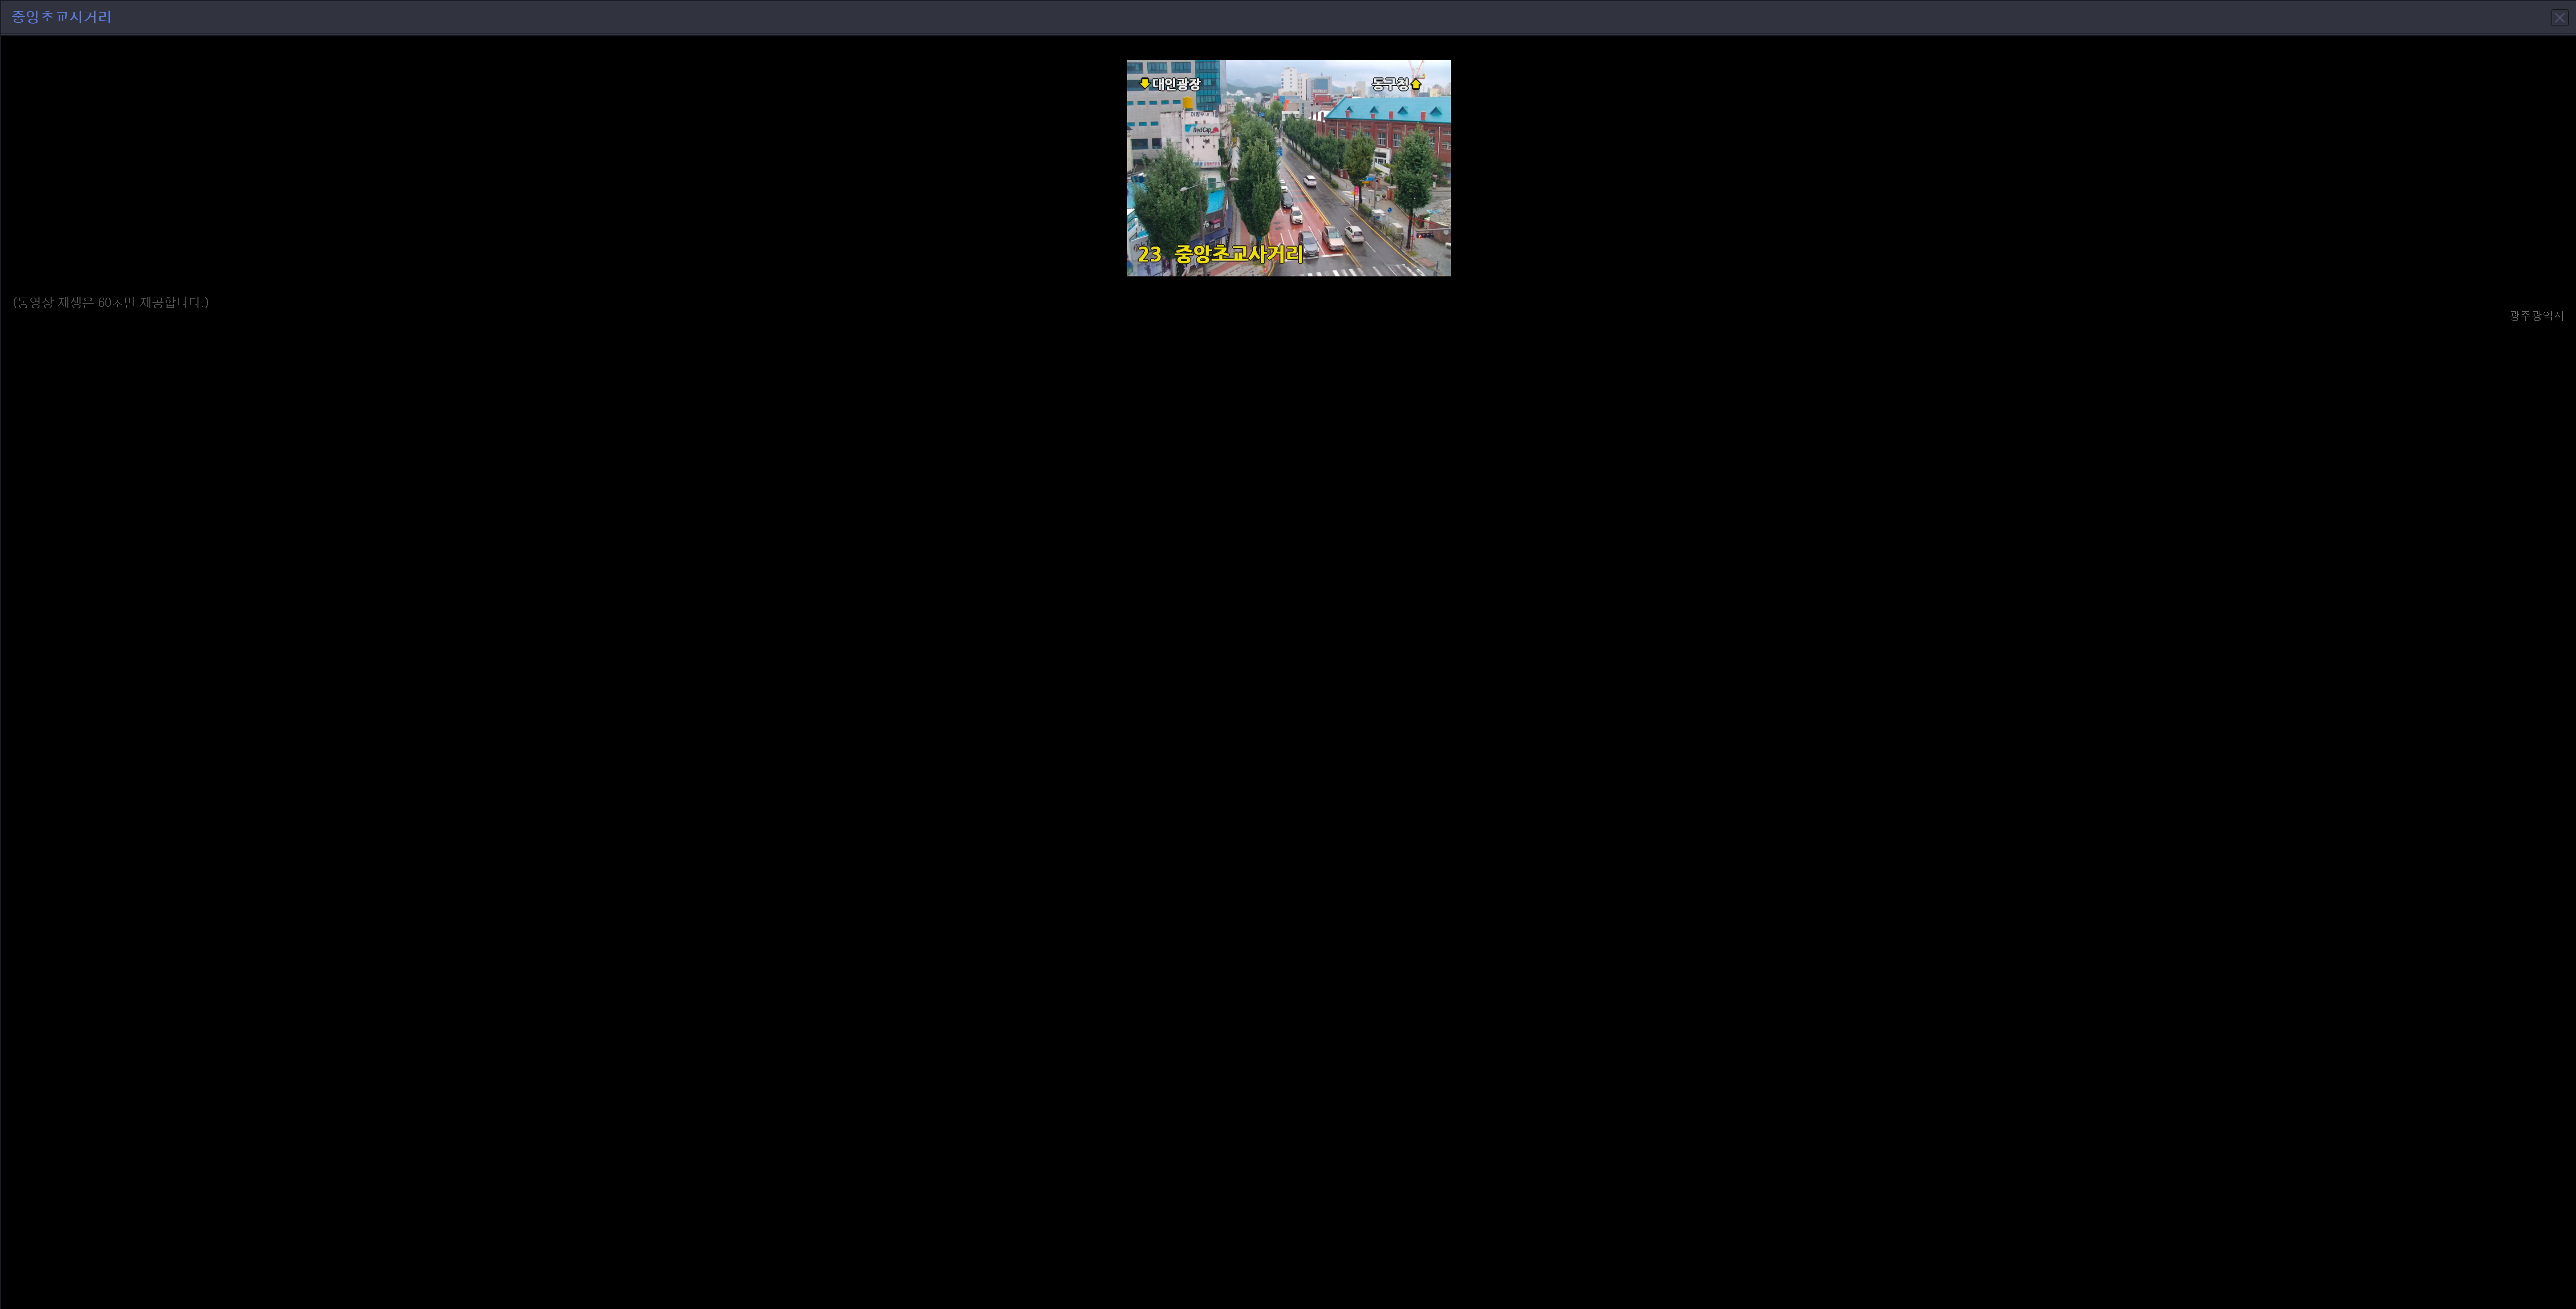 중앙초교사거리
대인광장
동구청
RedCap
23 중앙초교사거리
(동영상 재생은 60초만 제공합니다.)
광주광역시